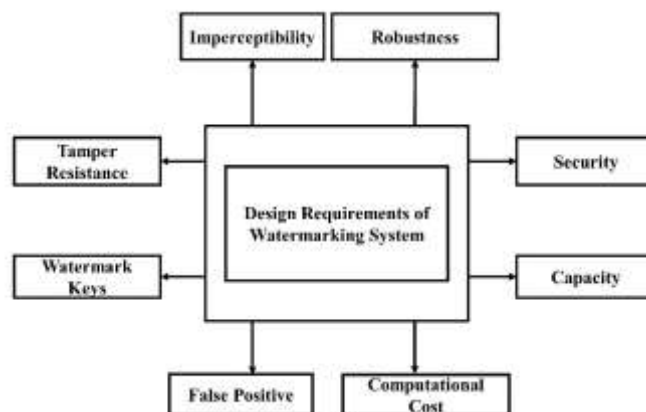 Imperceptibility
Robustness
Tamper
Resistance
Security
Design Requirements of
Watermarking System
Watermark
Keys
Capacity
False Positive
Computational
Cost